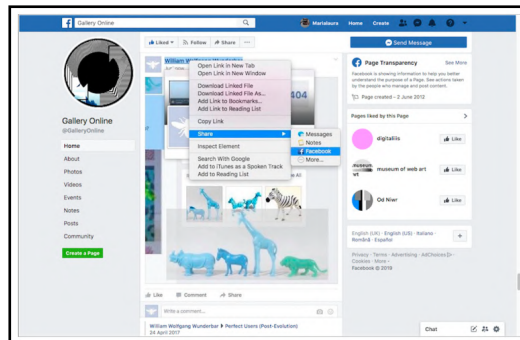 Gallery Online
Marialaura
Home
Create
Gallery Online
@GalleryOnline
Home
About
Photos
Videos
Events
Notes
Posts
Community
Create a Page
Liked
Follow
Share
William Wolfgang Wunderbar
Open Link in New Tab
Open Link in New Window
Download Linked File
Download Linked File As...
Add Link to Bookmarks...
Add Link to Reading List
Copy Link
Share
Inspect Element
Search With Google
Add to iTunes as a Spoken Track
Add to Reading List
Messages
Notes
Facebook
More...
404
All
Like
Comment
Share
Write a comment...
William Wolfgang Wunderbar ▸ Perfect Users (Post-Evolution)
24 April 2017
Send Message
Page Transparency
See More
Facebook is showing information to help you better
understand the purpose of a Page. See actions taken
by the people who manage and post content.
Page created - 2 June 2012
Pages liked by this Page
digitalliis
Like
museum of web art
Like
Od Niwr
Like
English (UK) · English (US) · Italiano ·
Română · Español
Privacy · Terms · Advertising · AdChoices ·
Cookies · More
Facebook © 2019
Chat